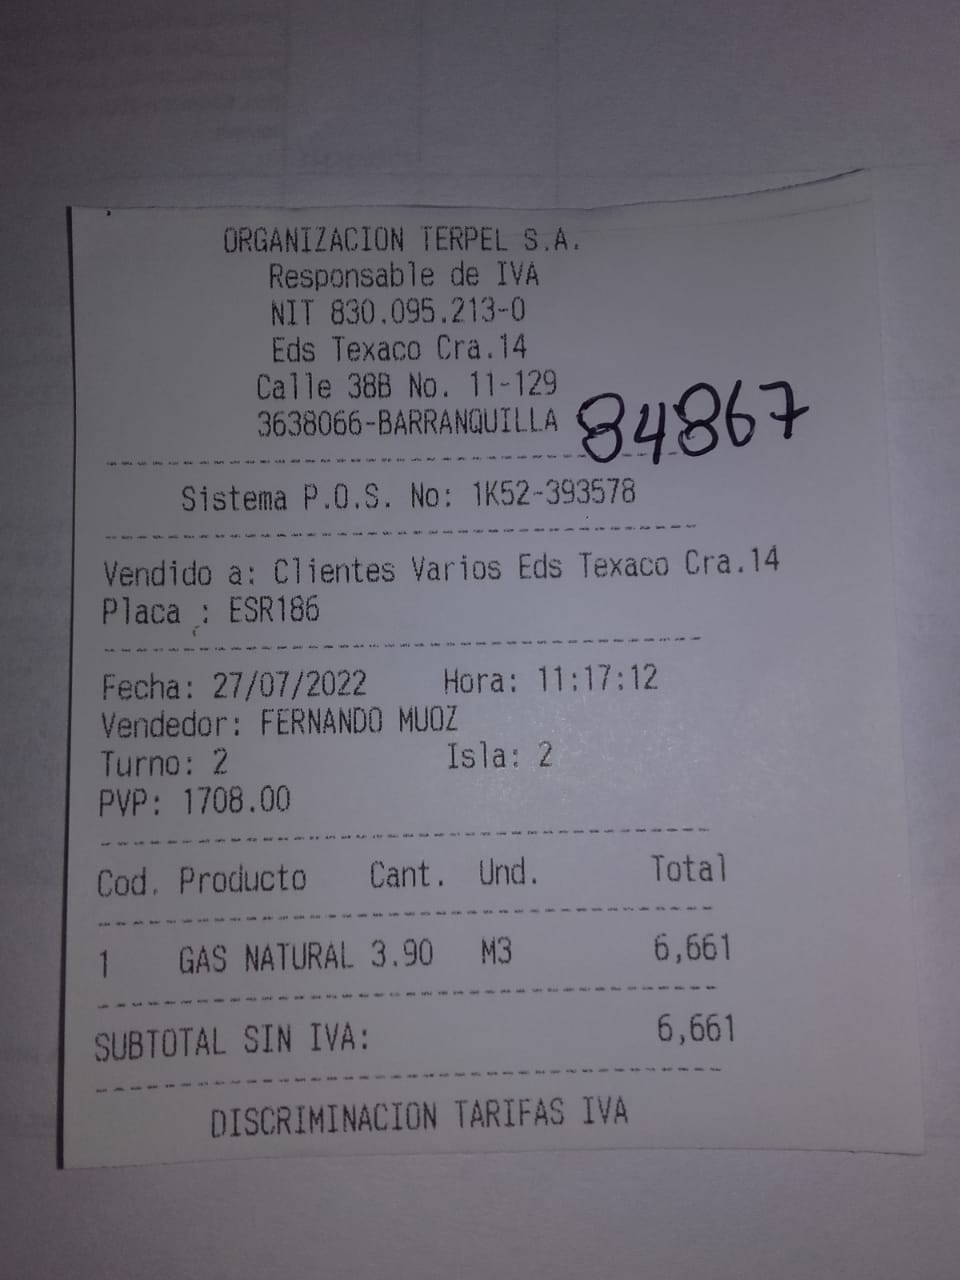 ORGANIZACION TERPEL S.A.
Responsable de IVA
NIT 830.095.213-0
Eds Texaco Cra.14
Calle 38B No. 11-129
3638066-BARRANQUILLA 84867
Sistema P.O.S. No: 1K52-393578
Vendido a: Clientes Varios Eds Texaco Cra.14
Placa : ESR186
Fecha: 27/07/2022 Hora: 11:17:12
Vendedor: FERNANDO MUOZ
Turno: 2 Isla: 2
PVP: 1708.00
Cod. Producto Cant. Und. Total
1 GAS NATURAL 3.90 M3 6,661
SUBTOTAL SIN IVA: 6,661
DISCRIMINACION TARIFAS IVA